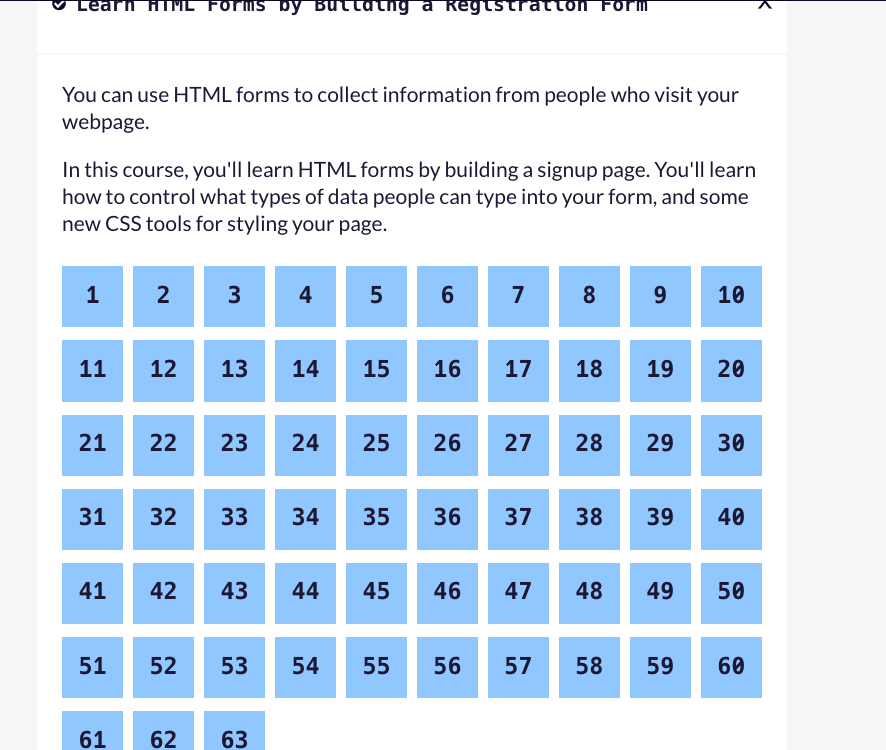 Learn HTML Forms by Building a Registration Form
You can use HTML forms to collect information from people who visit your
webpage.
In this course, you'll learn HTML forms by building a signup page. You'll learn
how to control what types of data people can type into your form, and some
new CSS tools for styling your page.
1 2 3 4 5 6 7 8 9 10
11 12 13 14 15 16 17 18 19 20
21 22 23 24 25 26 27 28 29 30
31 32 33 34 35 36 37 38 39 40
41 42 43 44 45 46 47 48 49 50
51 52 53 54 55 56 57 58 59 60
61 62 63